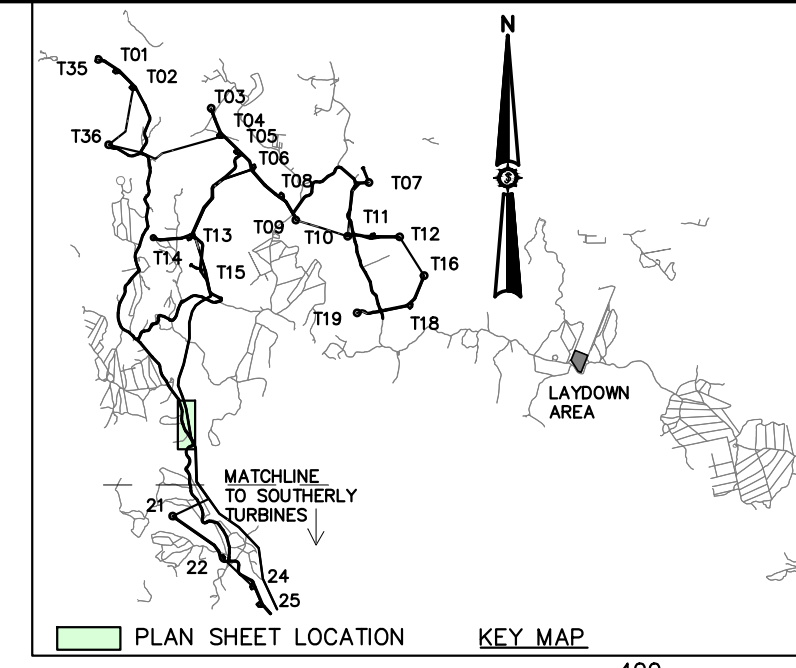 N
T01
T35
T02
T03
T04
T36
T05
T06
T08
T07
T09
T11
T10
T12
T13
T14
T15
T16
T19
T18
LAYDOWN
AREA
MATCHLINE
TO SOUTHERLY
TURBINES
21
22
24
25
PLAN SHEET LOCATION
KEY MAP